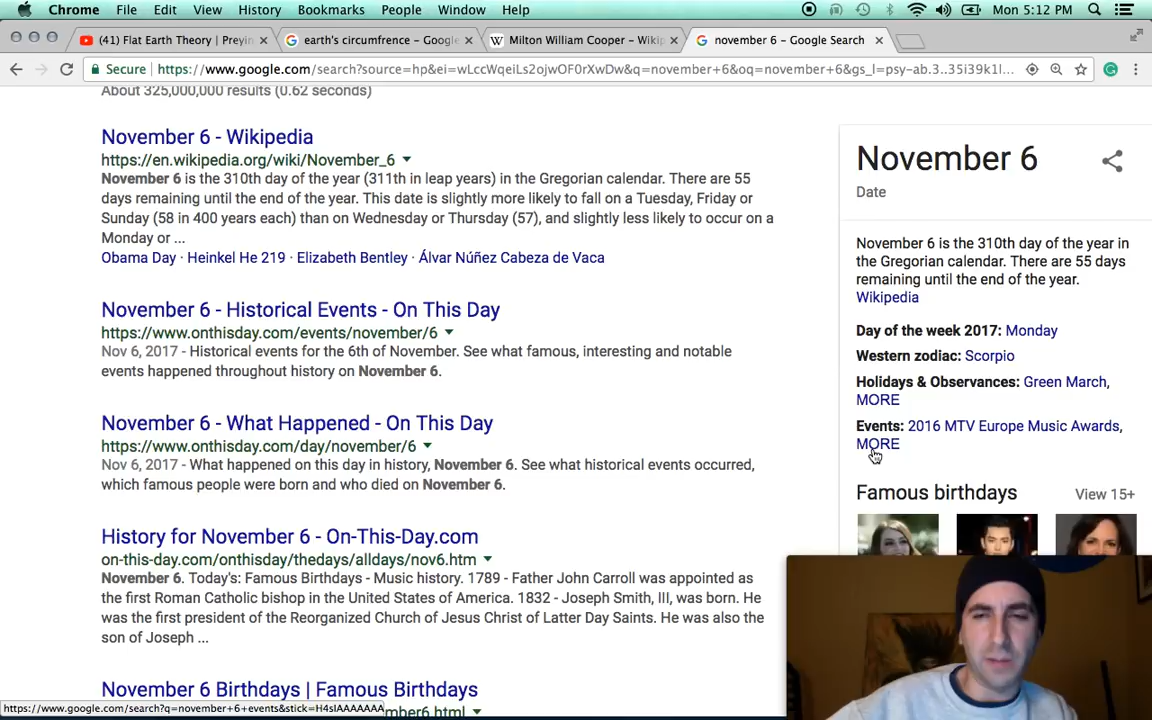 Chrome File Edit View History Bookmarks People Window Help Mon 5:12 PM
(41) Flat Earth Theory | Preyin earth's circumfrence - Google Milton William Cooper - Wikip november 6 - Google Search
Secure https://www.google.com/search?source=hp&ei=wLccWqeiLs2ojwOF0rXwDw&q=november+6&oq=november+6&gs_l=psy-ab.3..35i39k1l...
About 325,000,000 results (0.62 seconds)
November 6 - Wikipedia
https://en.wikipedia.org/wiki/November_6
November 6 is the 310th day of the year (311th in leap years) in the Gregorian calendar. There are 55
days remaining until the end of the year. This date is slightly more likely to fall on a Tuesday, Friday or
Sunday (58 in 400 years each) than on Wednesday or Thursday (57), and slightly less likely to occur on a
Monday or ...
Obama Day · Heinkel He 219 · Elizabeth Bentley · Álvar Núñez Cabeza de Vaca
November 6 - Historical Events - On This Day
https://www.onthisday.com/events/november/6
Nov 6, 2017 - Historical events for the 6th of November. See what famous, interesting and notable
events happened throughout history on November 6.
November 6 - What Happened - On This Day
https://www.onthisday.com/day/november/6
Nov 6, 2017 - What happened on this day in history, November 6. See what historical events occurred,
which famous people were born and who died on November 6.
History for November 6 - On-This-Day.com
on-this-day.com/onthisday/thedays/alldays/nov6.htm
November 6. Today's: Famous Birthdays - Music history. 1789 - Father John Carroll was appointed as
the first Roman Catholic bishop in the United States of America. 1832 - Joseph Smith, III, was born. He
was the first president of the Reorganized Church of Jesus Christ of Latter Day Saints. He was also the
son of Joseph ...
November 6 Birthdays | Famous Birthdays
https://www.google.com/search?q=november+6+events&stick=H4sIAAAAAAA
mber6.html
November 6
Date
November 6 is the 310th day of the year in
the Gregorian calendar. There are 55 days
remaining until the end of the year.
Wikipedia
Day of the week 2017: Monday
Western zodiac: Scorpio
Holidays & Observances: Green March,
MORE
Events: 2016 MTV Europe Music Awards,
MORE
Famous birthdays View 15+